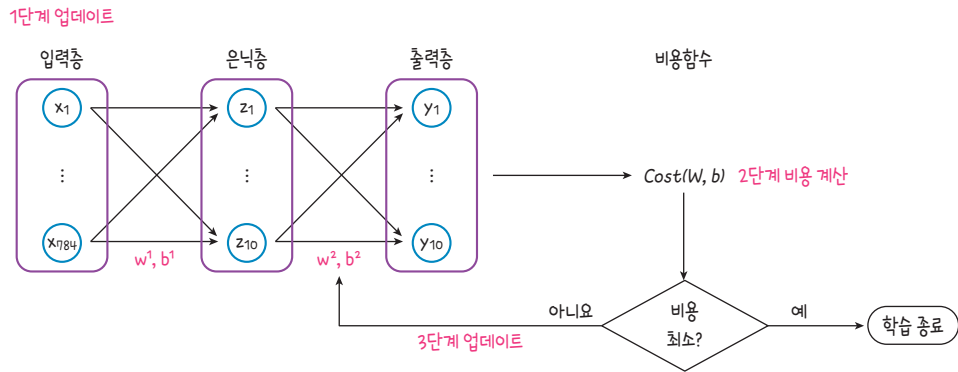 1단계 업데이트
입력층 은닉층 출력층 비용함수
x₁ z₁ y₁
⋮ ⋮ ⋮
Cost(W, b) 2단계 비용 계산
x₇₈₄ z₁₀ y₁₀
w¹, b¹ w², b²
아니요 비용 최소? 예
학습 종료
3단계 업데이트